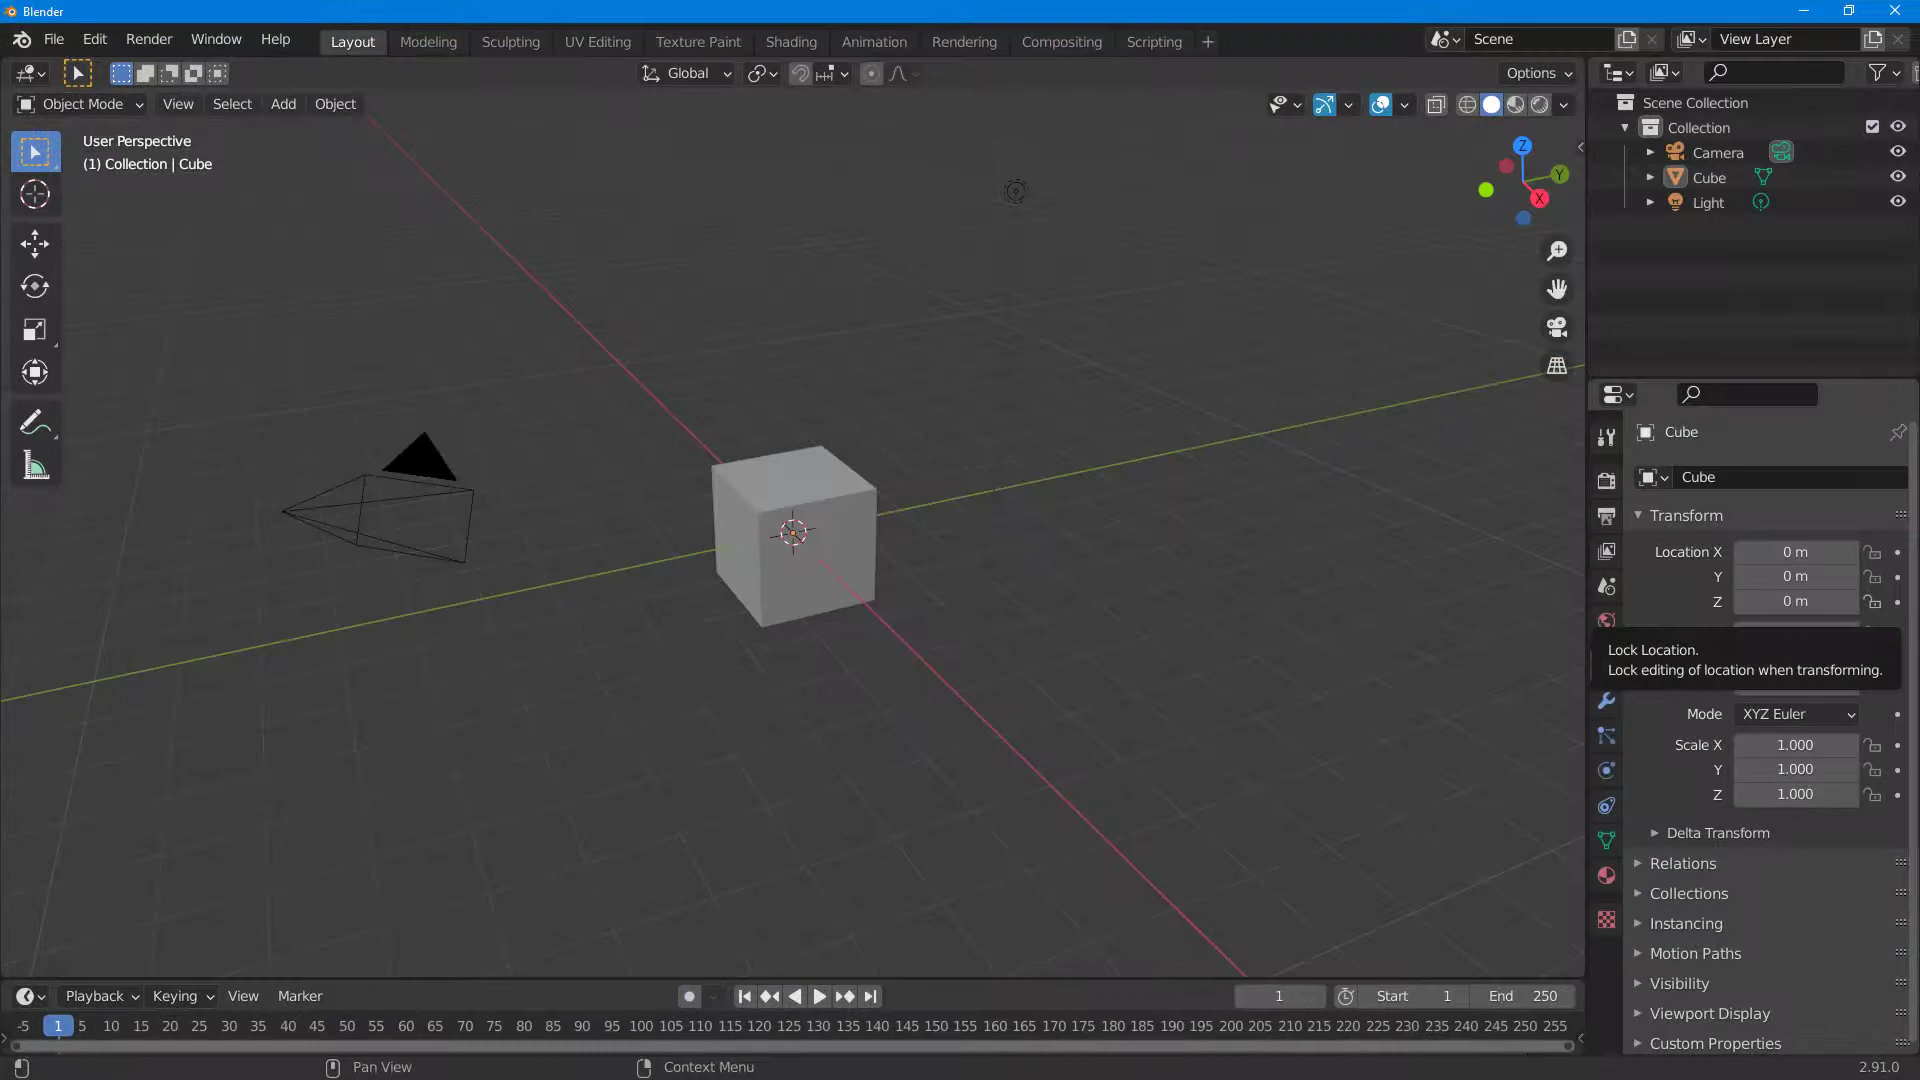 Blender
File Edit Render Window Help Layout Modeling Sculpting UV Editing Texture Paint Shading Animation Rendering Compositing Scripting + Scene View Layer
Global Options
Object Mode View Select Add Object
User Perspective
(1) Collection | Cube
Z
Y
X
Scene Collection
Collection
Camera
Cube
Light
Cube
Cube
Transform
Location X 0 m
Y 0 m
Z 0 m
Lock Location.
Lock editing of location when transforming.
Mode XYZ Euler
Scale X 1.000
Y 1.000
Z 1.000
Delta Transform
Relations
Collections
Instancing
Motion Paths
Visibility
Viewport Display
Custom Properties
Playback Keying View Marker 1 Start 1 End 250
-5 1 5 10 15 20 25 30 35 40 45 50 55 60 65 70 75 80 85 90 95 100 105 110 115 120 125 130 135 140 145 150 155 160 165 170 175 180 185 190 195 200 205 210 215 220 225 230 235 240 245 250 255
Pan View Context Menu 2.91.0